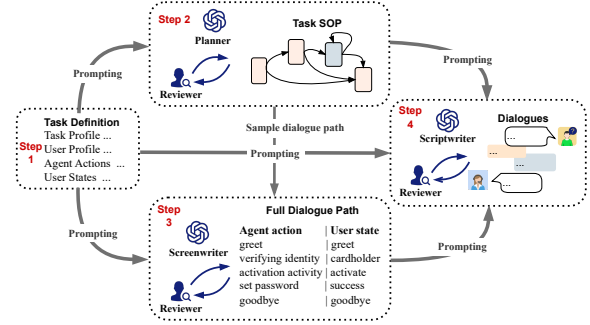 Step 2
Planner
Reviewer
Task SOP
Prompting
Prompting
Step 1
Task Definition
Task Profile ...
User Profile ...
Agent Actions ...
User States ...
Sample dialogue path
Prompting
Step 4
Scriptwriter
Reviewer
Dialogues
...
...
...
...
Prompting
Step 3
Screenwriter
Reviewer
Full Dialogue Path
Agent action | User state
greet | greet
verifying identity | cardholder
activation activity | activate
set password | success
goodbye | goodbye
Prompting